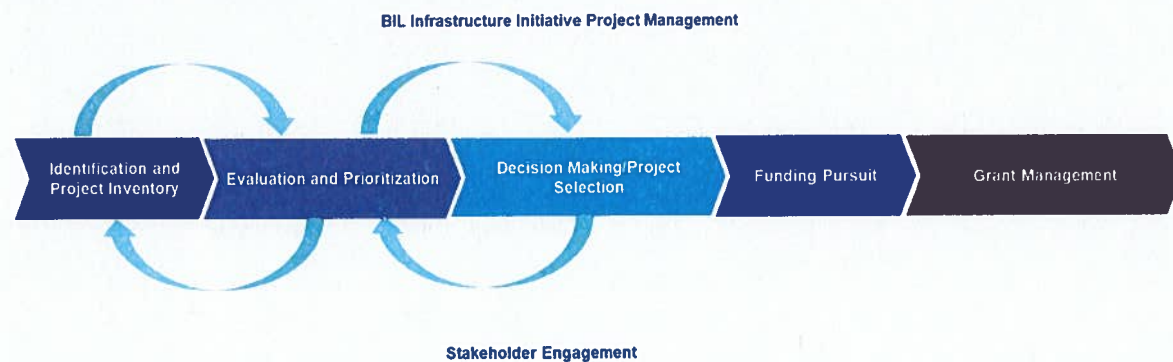 BIL Infrastructure Initiative Project Management
Identification and
Project Inventory
Evaluation and Prioritization
Decision Making/Project
Selection
Funding Pursuit
Grant Management
Stakeholder Engagement